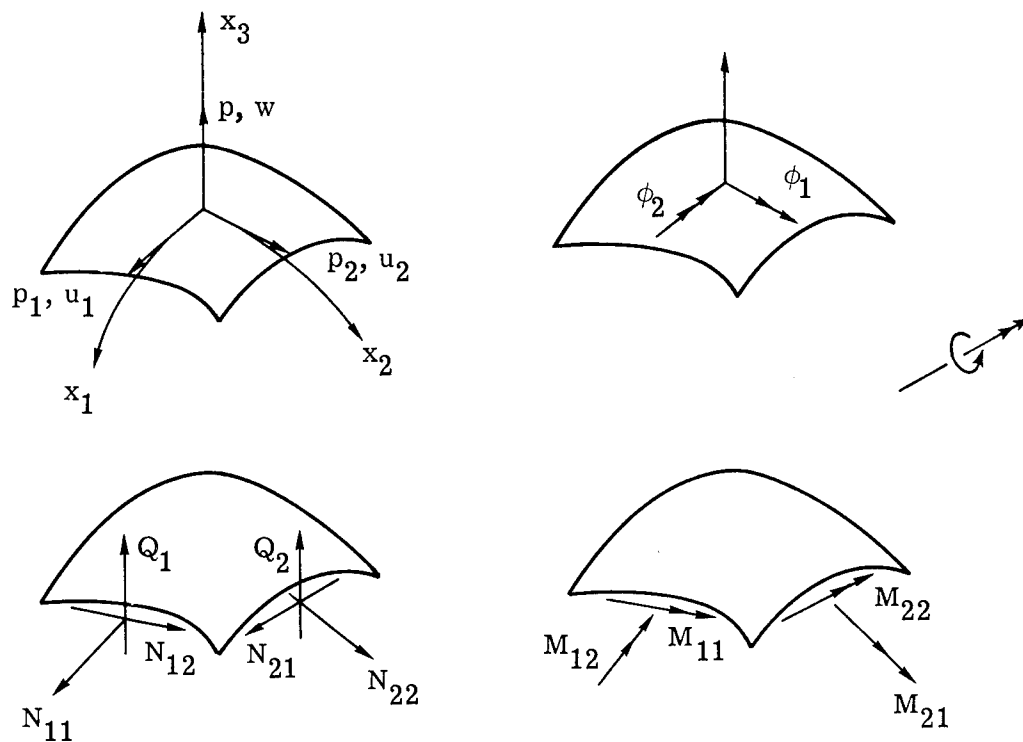 x3
p, w
p1, u1
p2, u2
x1
x2
ϕ1
ϕ2
Q1
Q2
N12
N21
N11
N22
M12
M11
M22
M21